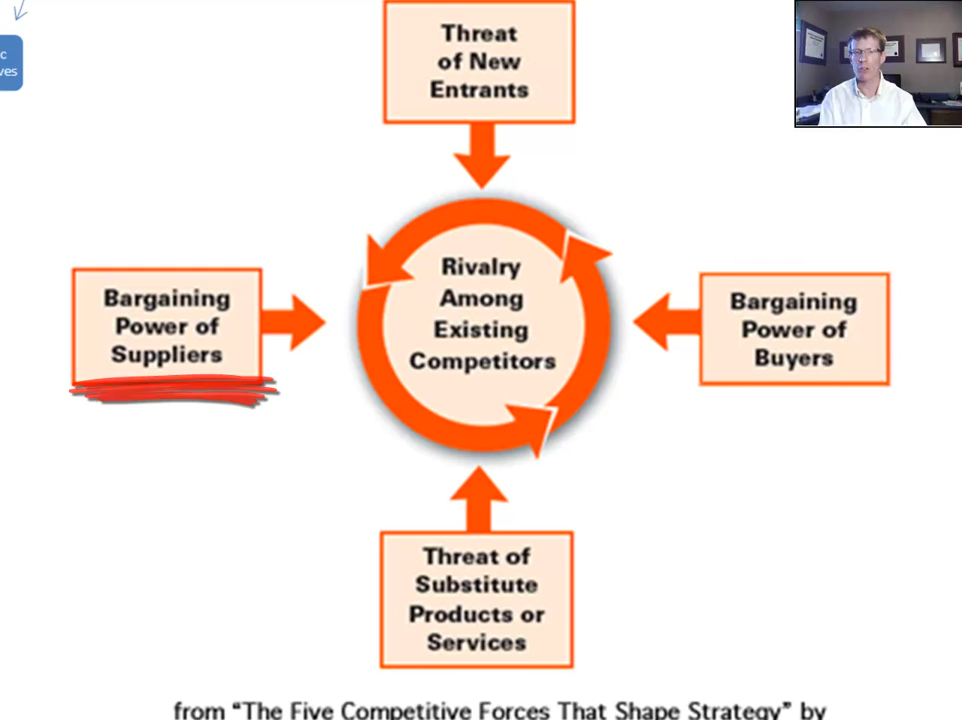 Threat
of New
Entrants
Rivalry
Among
Existing
Competitors
Bargaining
Power of
Suppliers
Bargaining
Power of
Buyers
Threat of
Substitute
Products or
Services
from “The Five Competitive Forces That Shape Strategy” by